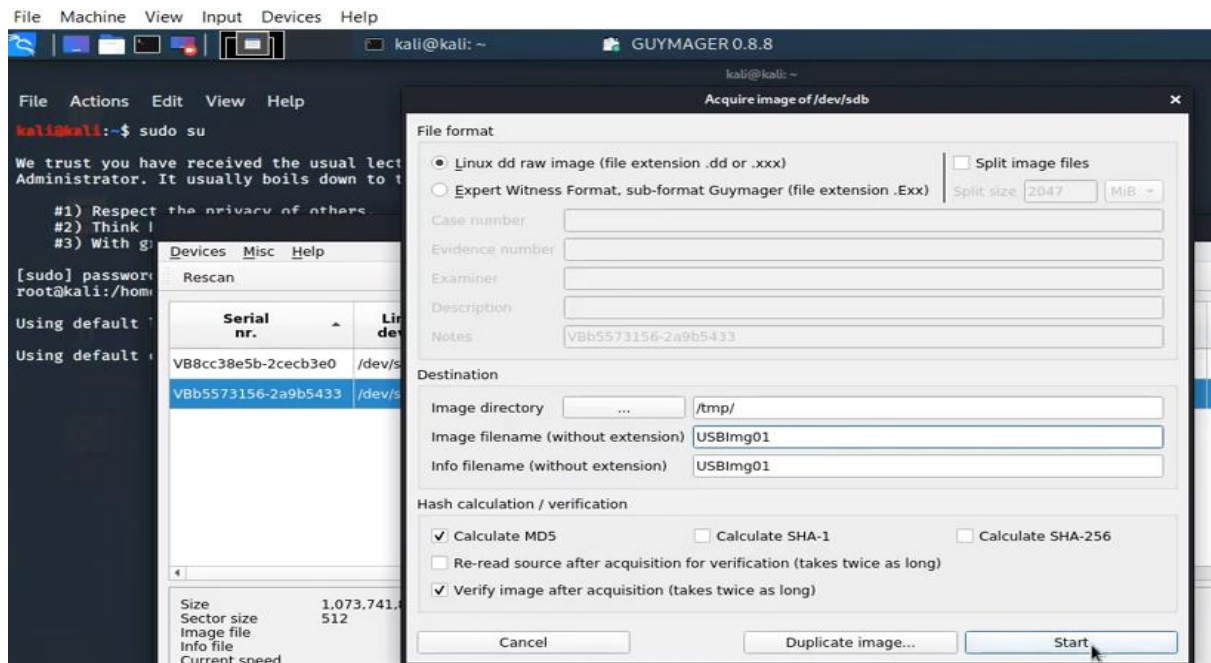 File Machine View Input Devices Help
kali@kali: ~ GUYMAGER 0.8.8
kali@kali: ~
File Actions Edit View Help
kali@kali:~$ sudo su
We trust you have received the usual lect
Administrator. It usually boils down to t
#1) Respect the privacy of others.
#2) Think
#3) With g
[sudo] passwor
root@kali:/hom
Using default
Using default
Devices Misc Help
Rescan
Serial nr.
VB8cc38e5b-2cecb3e0 /dev/s
VBb5573156-2a9b5433 /dev/s
Size 1,073,741,
Sector size 512
Image file
Info file
Current speed
Acquire image of /dev/sdb
File format
Linux dd raw image (file extension .dd or .xxx) Split image files
Expert Witness Format, sub-format Guymager (file extension .Exx) Split size 2047 MiB
Case number
Evidence number
Examiner
Description
Notes VBb5573156-2a9b5433
Destination
Image directory ... /tmp/
Image filename (without extension) USBImg01
Info filename (without extension) USBImg01
Hash calculation / verification
Calculate MD5 Calculate SHA-1 Calculate SHA-256
Re-read source after acquisition for verification (takes twice as long)
Verify image after acquisition (takes twice as long)
Cancel Duplicate image... Start